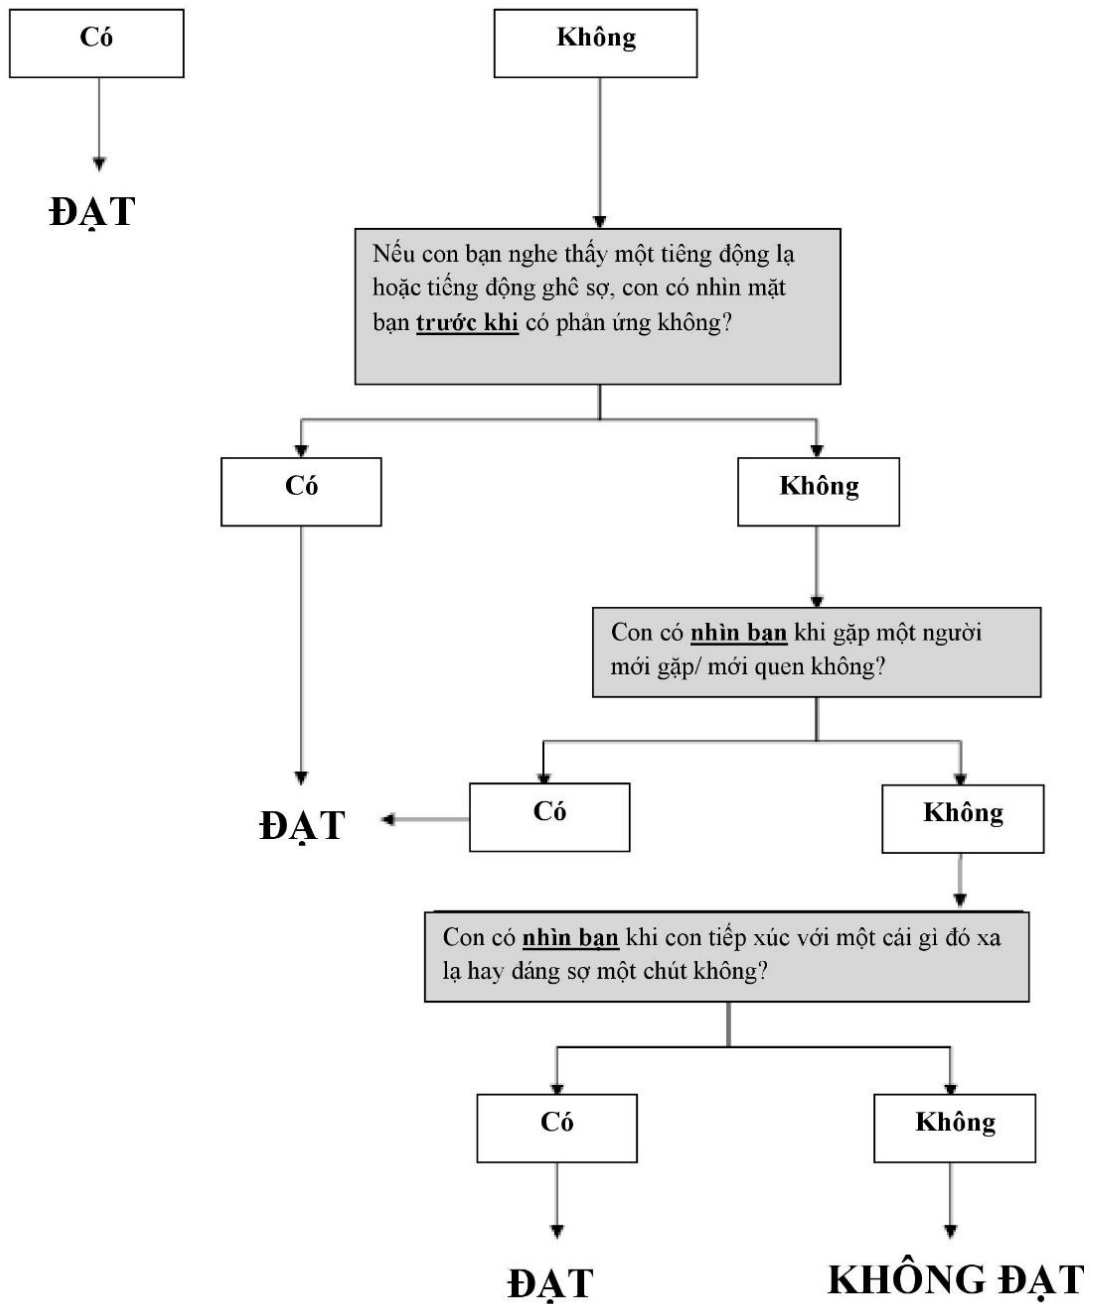 Có
Không
ĐẠT
Nếu con bạn nghe thấy một tiêng động lạ
hoặc tiếng động ghê sợ, con có nhìn mặt
bạn trước khi có phản ứng không?
Có
Không
Con có nhìn bạn khi gặp một người
mới gặp/ mới quen không?
Có
Không
ĐẠT
Con có nhìn bạn khi con tiếp xúc với một cái gì đó xa
lạ hay đáng sợ một chút không?
Có
Không
ĐẠT
KHÔNG ĐẠT